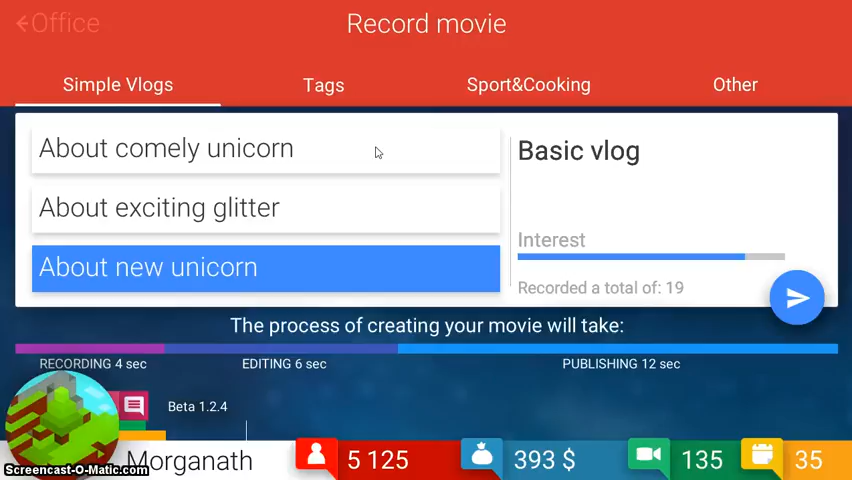 Office
Record movie
Simple Vlogs
Tags
Sport&Cooking
Other
About comely unicorn
About exciting glitter
About new unicorn
Basic vlog
Interest
Recorded a total of: 19
The process of creating your movie will take:
RECORDING 4 sec
EDITING 6 sec
PUBLISHING 12 sec
Beta 1.2.4
Morganath
5 125
393 $
135
35
Screencast-O-Matic.com